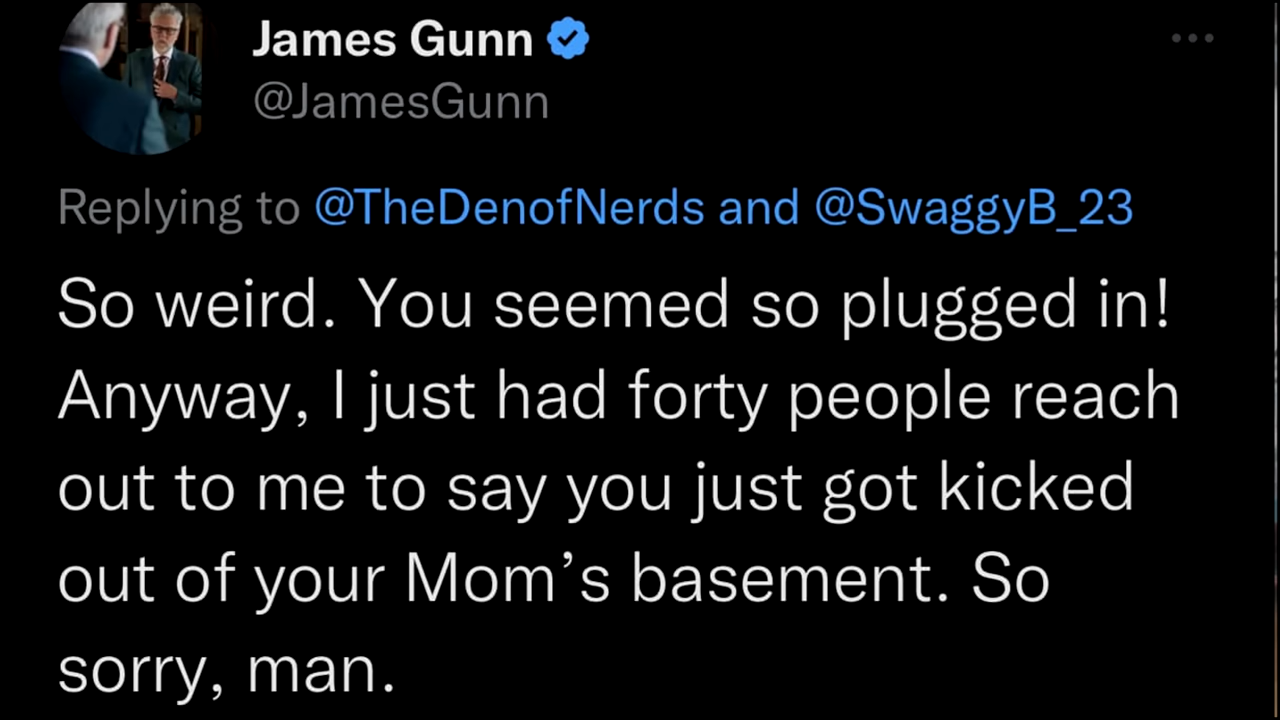 James Gunn
@JamesGunn
Replying to @TheDenofNerds and @SwaggyB_23
So weird. You seemed so plugged in!
Anyway, I just had forty people reach
out to me to say you just got kicked
out of your Mom’s basement. So
sorry, man.